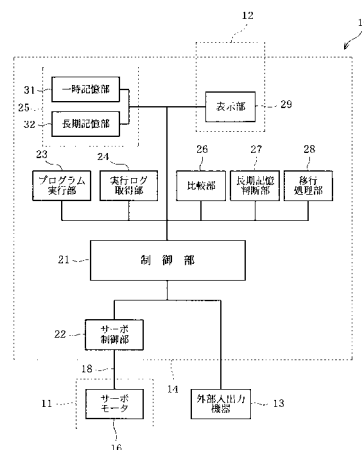 12
1
31
一時記憶部
25
32
長期記憶部
表示部
29
23
24
26
27
28
プログラム
実行部
実行ログ
取得部
比較部
長期記憶
判断部
移行
処理部
21
制御部
22
サーボ
制御部
18
14
11
サーボ
モータ
16
外部入出力
機器
13